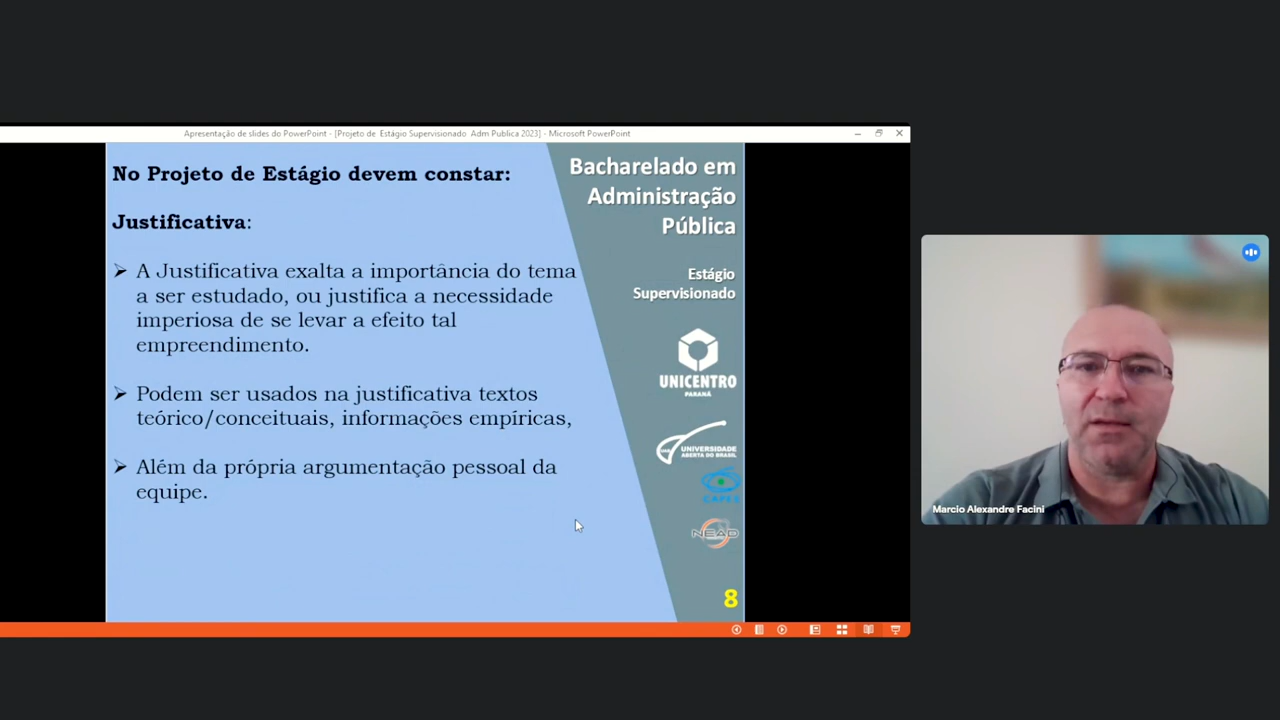 Apresentação de slides do PowerPoint - [Projeto de Estágio Supervisionado Adm Publica 2023] - Microsoft PowerPoint
No Projeto de Estágio devem constar:
Justificativa:
➢ A Justificativa exalta a importância do tema
a ser estudado, ou justifica a necessidade
imperiosa de se levar a efeito tal
empreendimento.
➢ Podem ser usados na justificativa textos
teórico/conceituais, informações empíricas,
➢ Além da própria argumentação pessoal da
equipe.
Bacharelado em
Administração
Pública
Estágio
Supervisionado
UNICENTRO
PARANÁ
UNIVERSIDADE
ABERTA DO BRASIL
CAPES
NEAD
8
Marcio Alexandre Facini